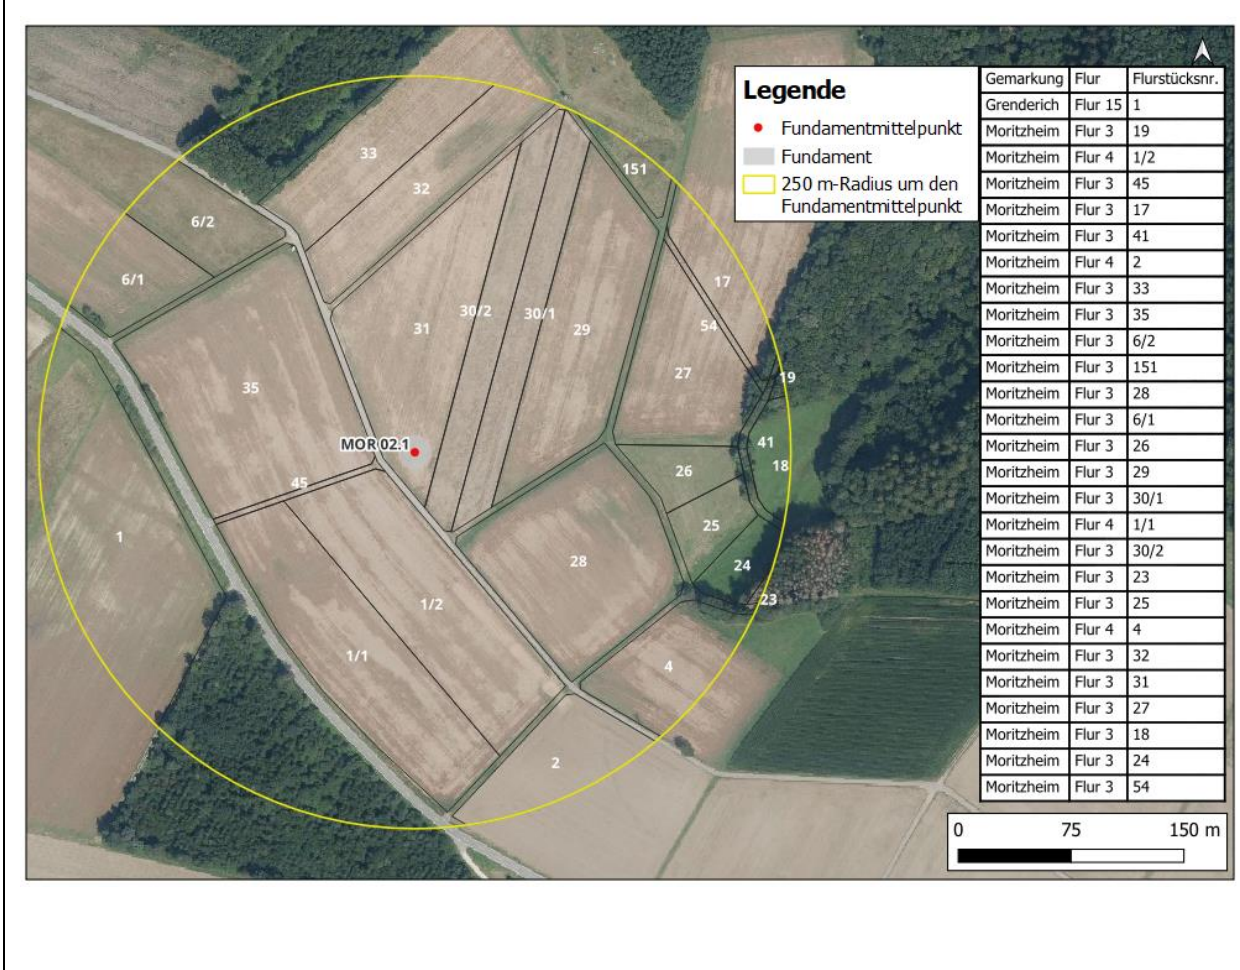 Legende
Fundamentmittelpunkt
Fundament
250 m-Radius um den
Fundamentmittelpunkt
Gemarkung Flur Flurstücksnr.
Grenderich Flur 15 1
Moritzheim Flur 3 19
Moritzheim Flur 4 1/2
Moritzheim Flur 3 45
Moritzheim Flur 3 17
Moritzheim Flur 3 41
Moritzheim Flur 4 2
Moritzheim Flur 3 33
Moritzheim Flur 3 35
Moritzheim Flur 3 6/2
Moritzheim Flur 3 151
Moritzheim Flur 3 28
Moritzheim Flur 3 6/1
Moritzheim Flur 3 26
Moritzheim Flur 3 29
Moritzheim Flur 3 30/1
Moritzheim Flur 4 1/1
Moritzheim Flur 3 30/2
Moritzheim Flur 3 23
Moritzheim Flur 3 25
Moritzheim Flur 4 4
Moritzheim Flur 3 32
Moritzheim Flur 3 31
Moritzheim Flur 3 27
Moritzheim Flur 3 18
Moritzheim Flur 3 24
Moritzheim Flur 3 54
33
151
32
6/2
6/1
17
30/2
30/1
31
29
54
27
19
35
MOR 02.1
41
18
26
45
25
1
28
24
23
1/2
1/1
4
2
0 75 150 m